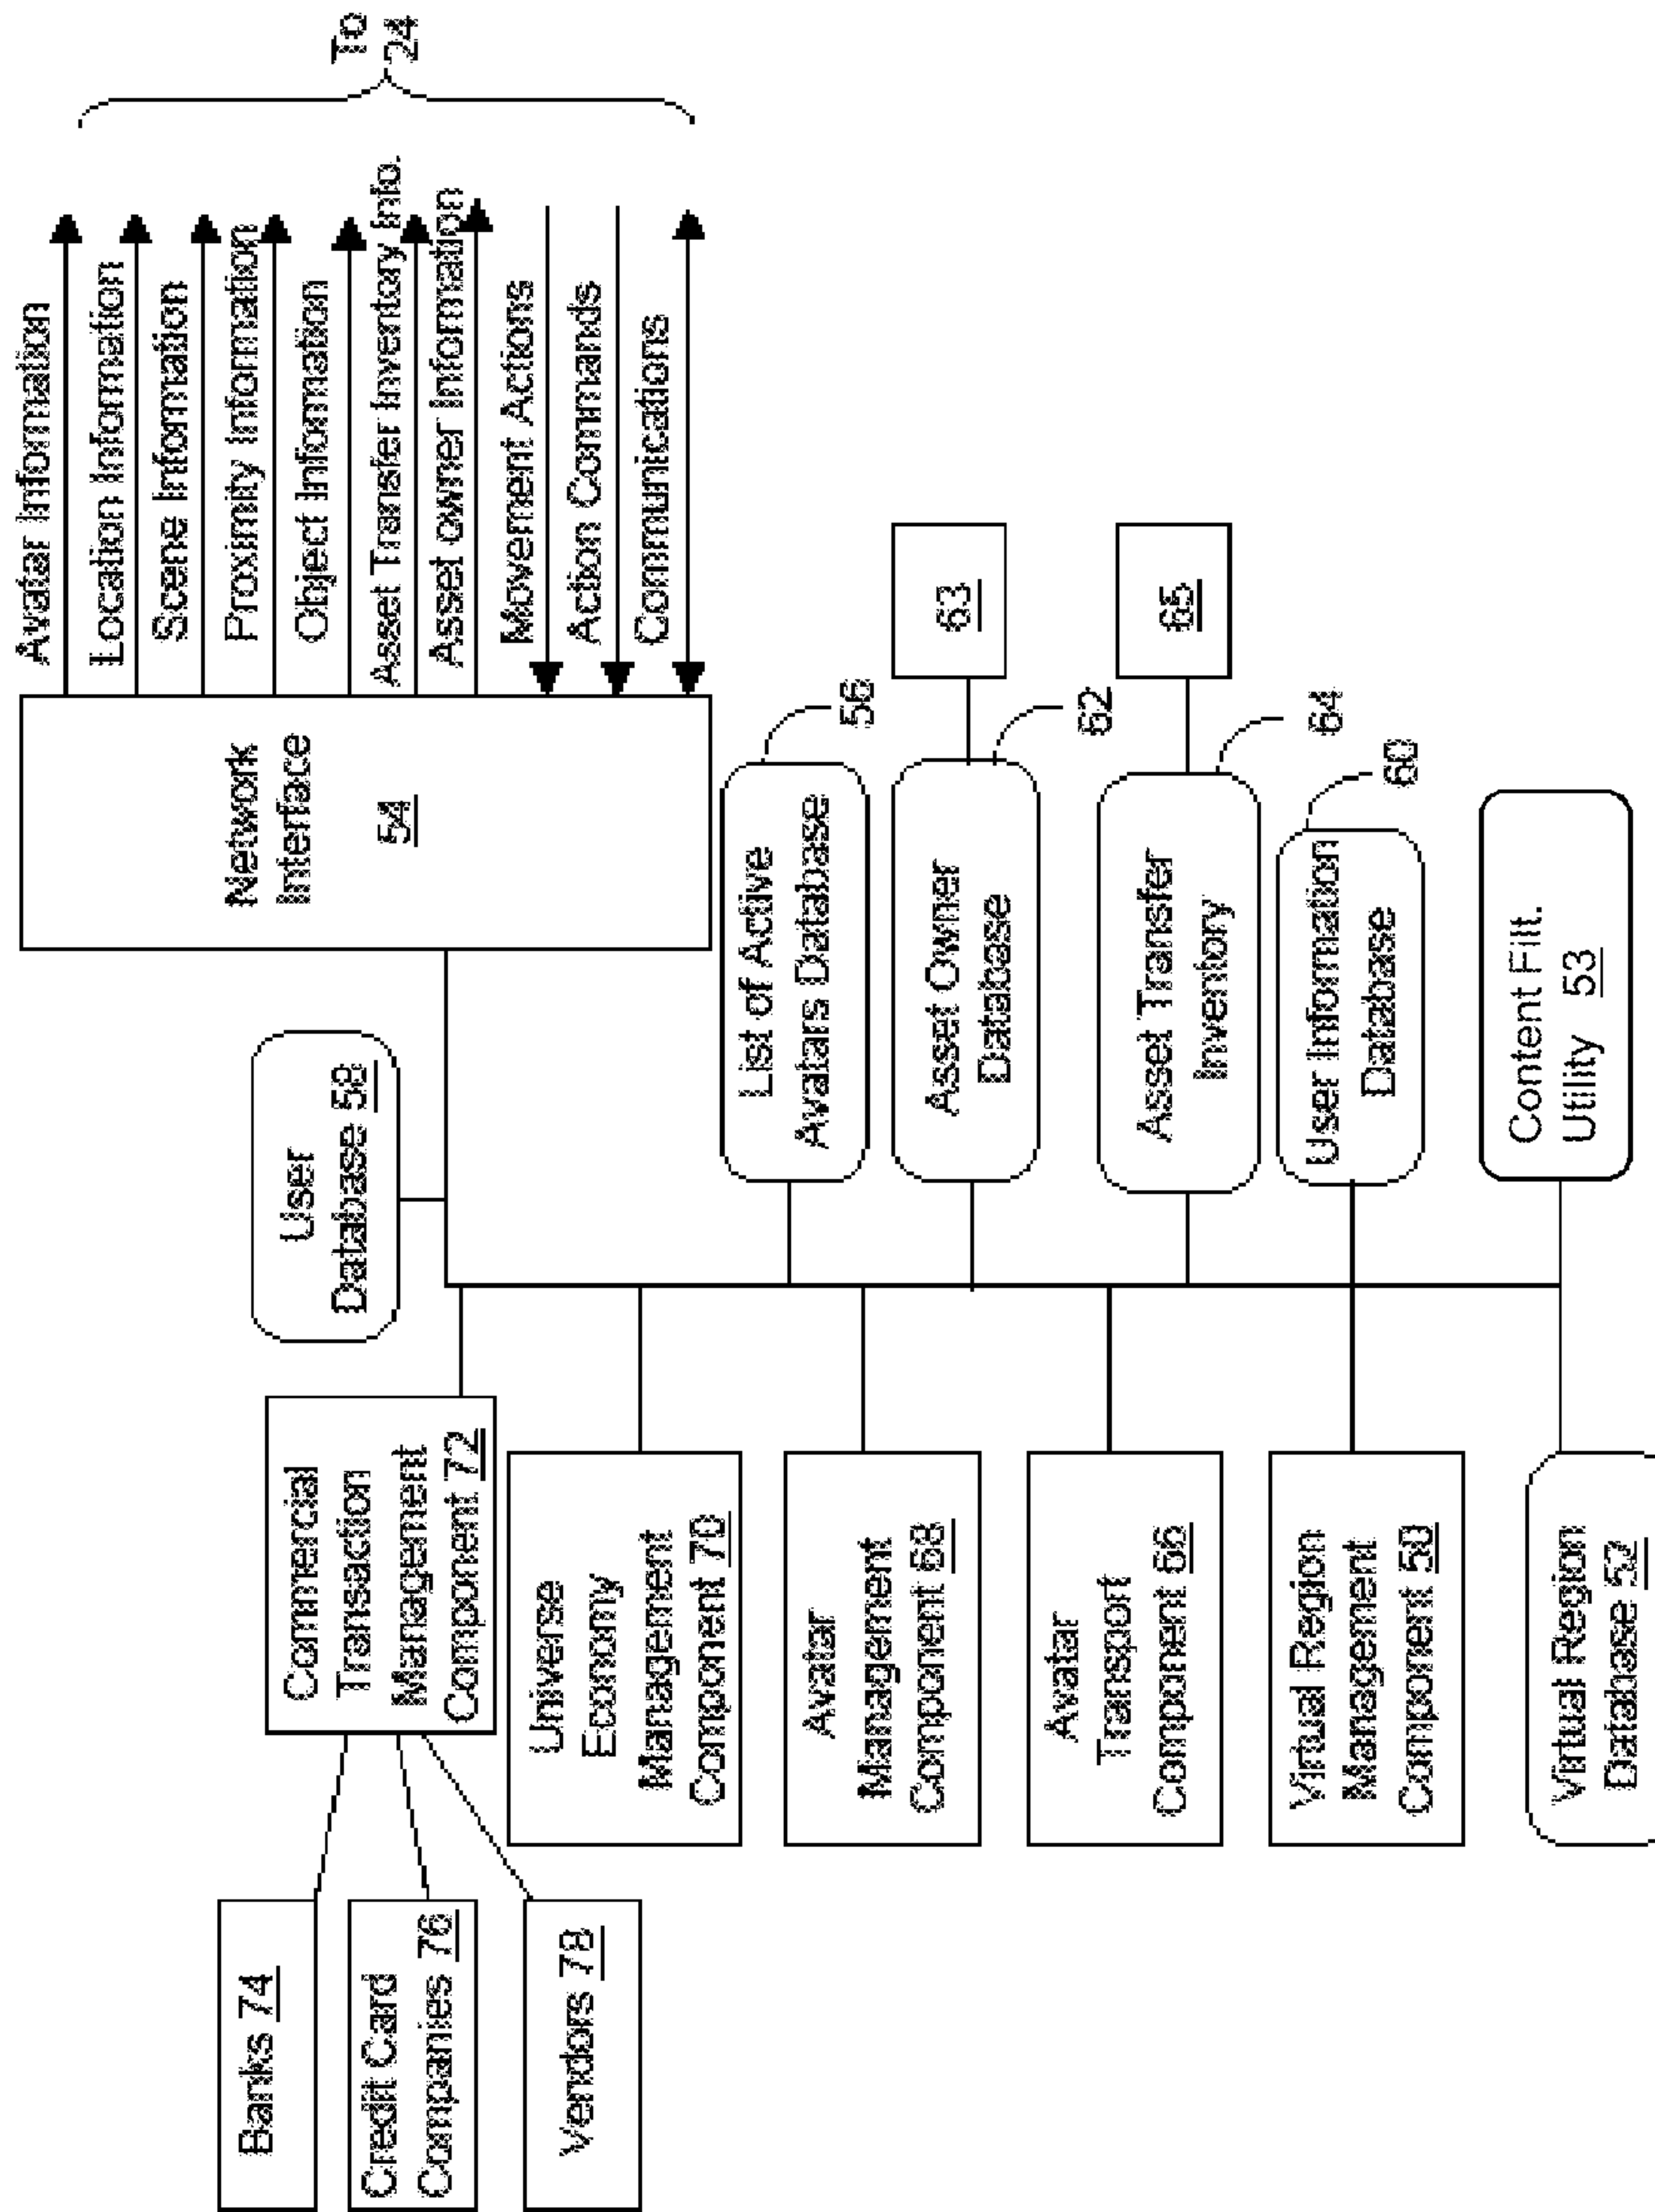 Banks 74
Credit Card
Companies 76
Vendors 78
Commercial
Transaction
Management
Component 72
Universe
Economy
Management
Component 70
Avatar
Management
Component 68
Avatar
Transport
Component 66
Virtual Region
Management
Component 50
Virtual Region
Database 52
User
Database 58
List of Active
Avatars Database
56
Asset Owner
Database
62
63
Asset Transfer
Inventory
64
65
User Information
Database
60
Content Filt.
Utility 53
Network
Interface
54
Avatar Information
Location Information
Scene Information
Proximity Information
Object Information
Asset Transfer Inventory Info.
Asset owner Information
Movement Actions
Action Commands
Communications
To
24